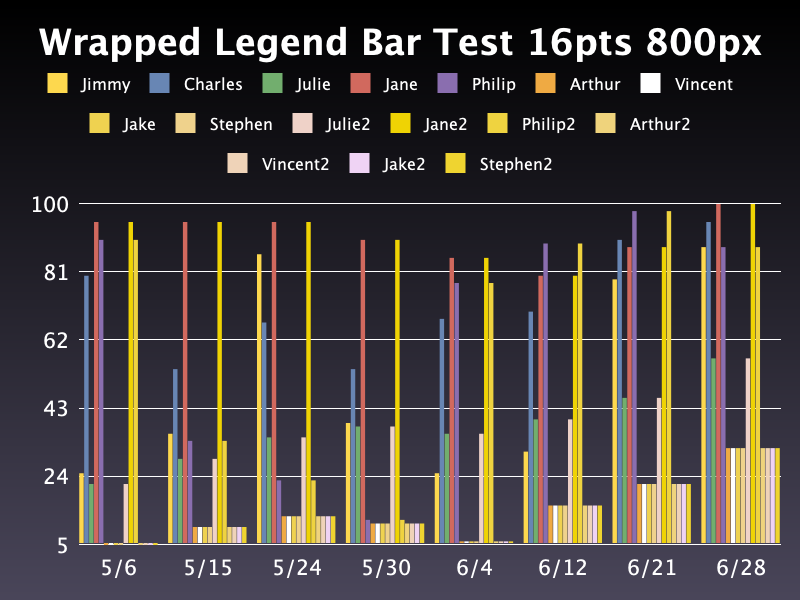 Wrapped Legend Bar Test 16pts 800px
Jimmy Charles Julie Jane Philip Arthur Vincent
Jake Stephen Julie2 Jane2 Philip2 Arthur2
Vincent2 Jake2 Stephen2
100
81
62
43
24
5
5/6 5/15 5/24 5/30 6/4 6/12 6/21 6/28